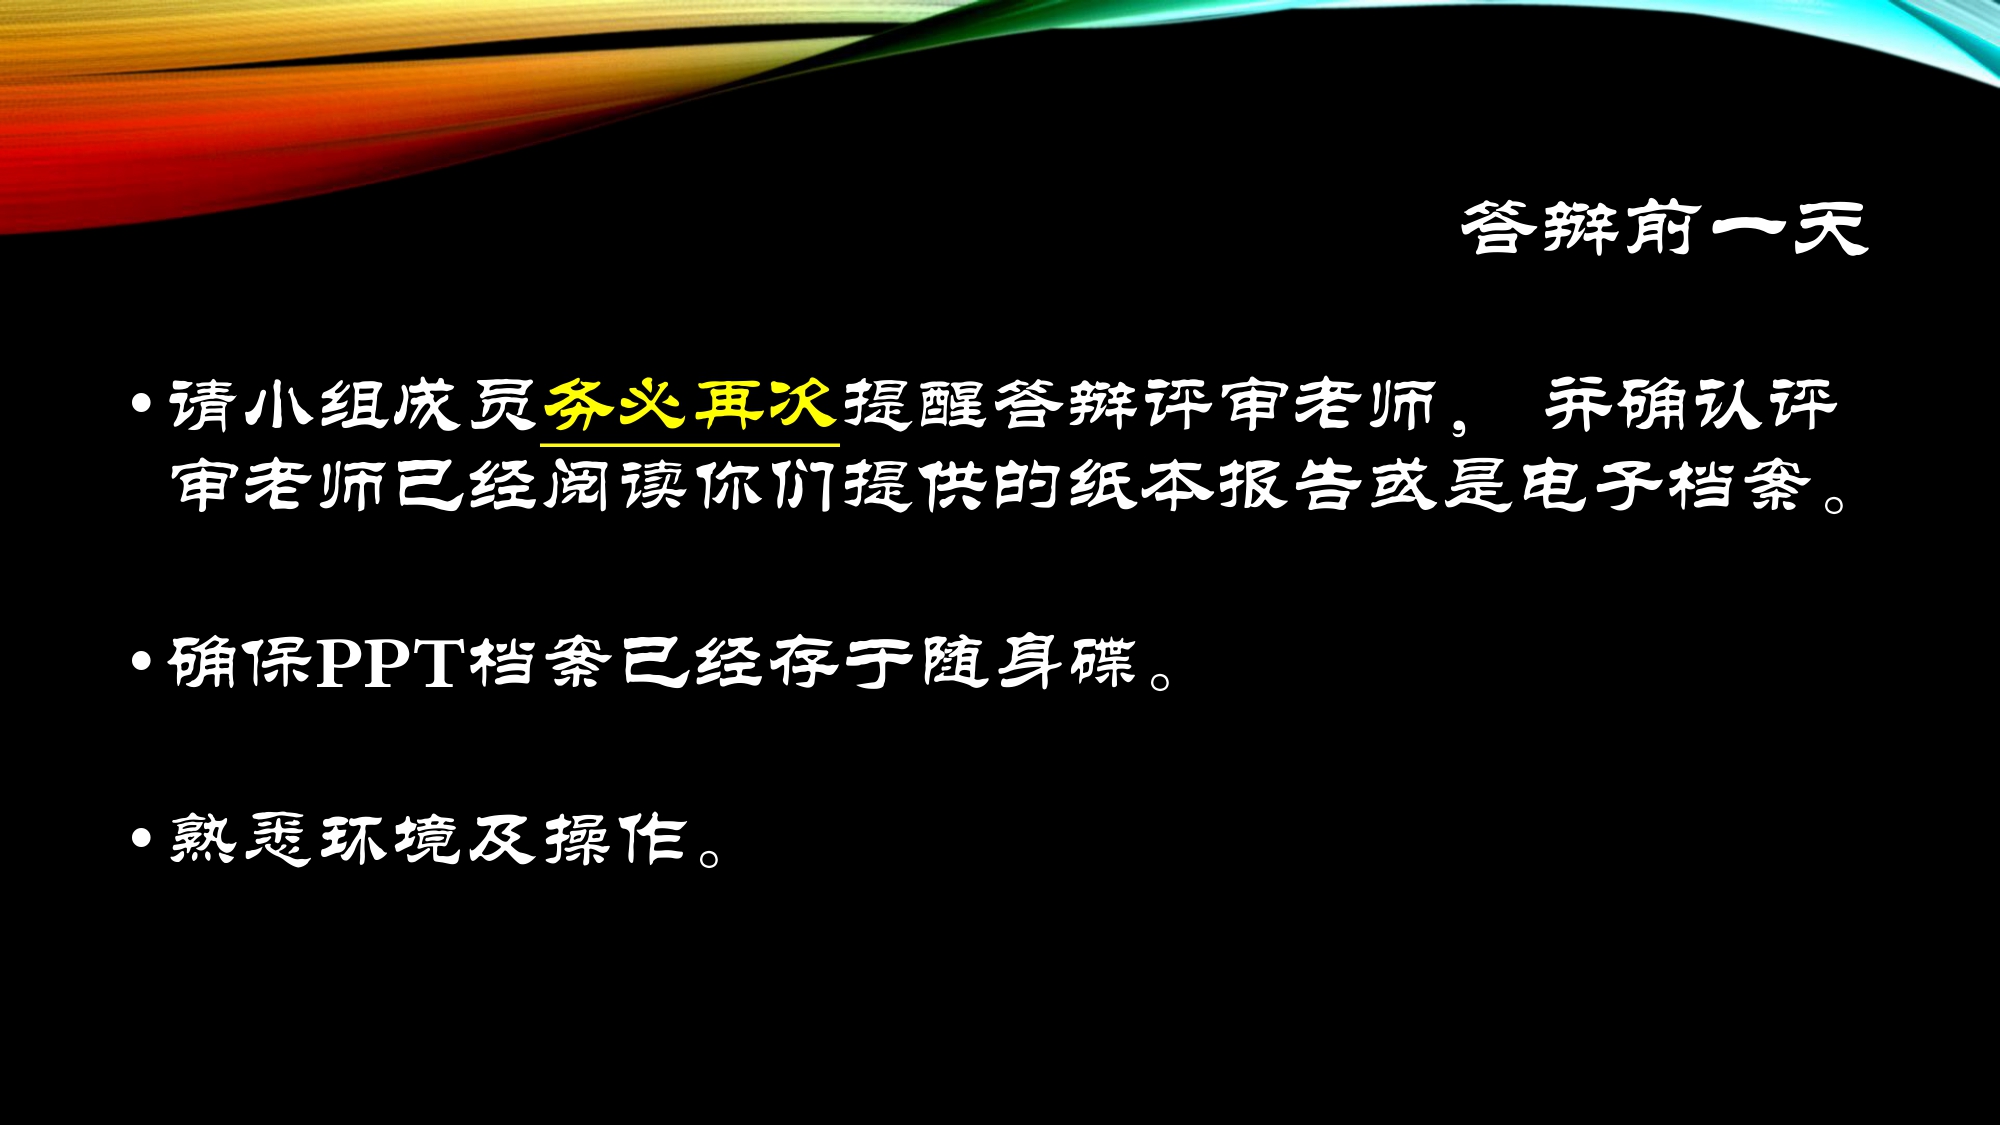 答辩前一天
•请小组成员务必再次提醒答辩评审老师， 并确认评
审老师已经阅读你们提供的纸本报告或是电子档案。
•确保PPT档案已经存于随身碟。
•熟悉环境及操作。